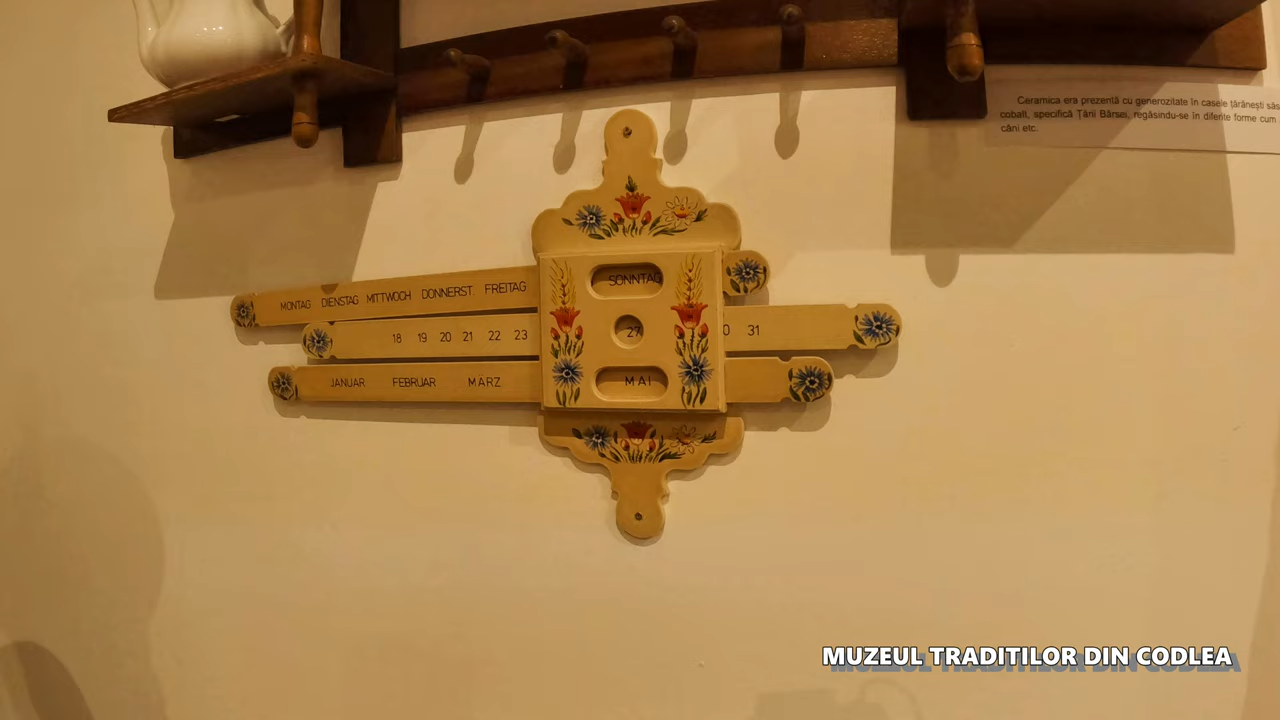 Ceramica era prezentă cu generozitate în casele țărănești săs
cobalt, specifică Țării Bârsei, regăsindu-se în diferite forme cum
căni etc.
SONNTAG
MONTAG DIENSTAG MITTWOCH DONNERST. FREITAG
18 19 20 21 22 23 27 0 31
JANUAR FEBRUAR MÄRZ MAI
MUZEUL TRADITILOR DIN CODLEA